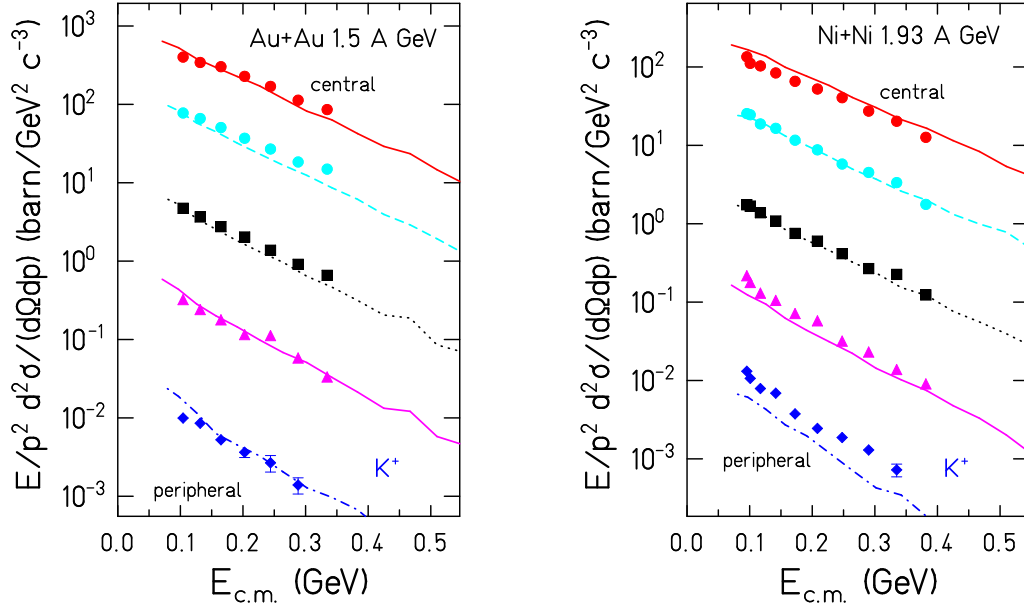 Au+Au 1.5 A GeV
central
peripheral
K⁺
E/p² d²σ/(dΩdp) (barn/GeV² c⁻³)
10³
10²
10¹
10⁰
10⁻¹
10⁻²
10⁻³
0.0 0.1 0.2 0.3 0.4 0.5
E_c.m. (GeV)
Ni+Ni 1.93 A GeV
central
peripheral
K⁺
E/p² d²σ/(dΩdp) (barn/GeV² c⁻³)
10²
10¹
10⁰
10⁻¹
10⁻²
10⁻³
0.0 0.1 0.2 0.3 0.4 0.5
E_c.m. (GeV)